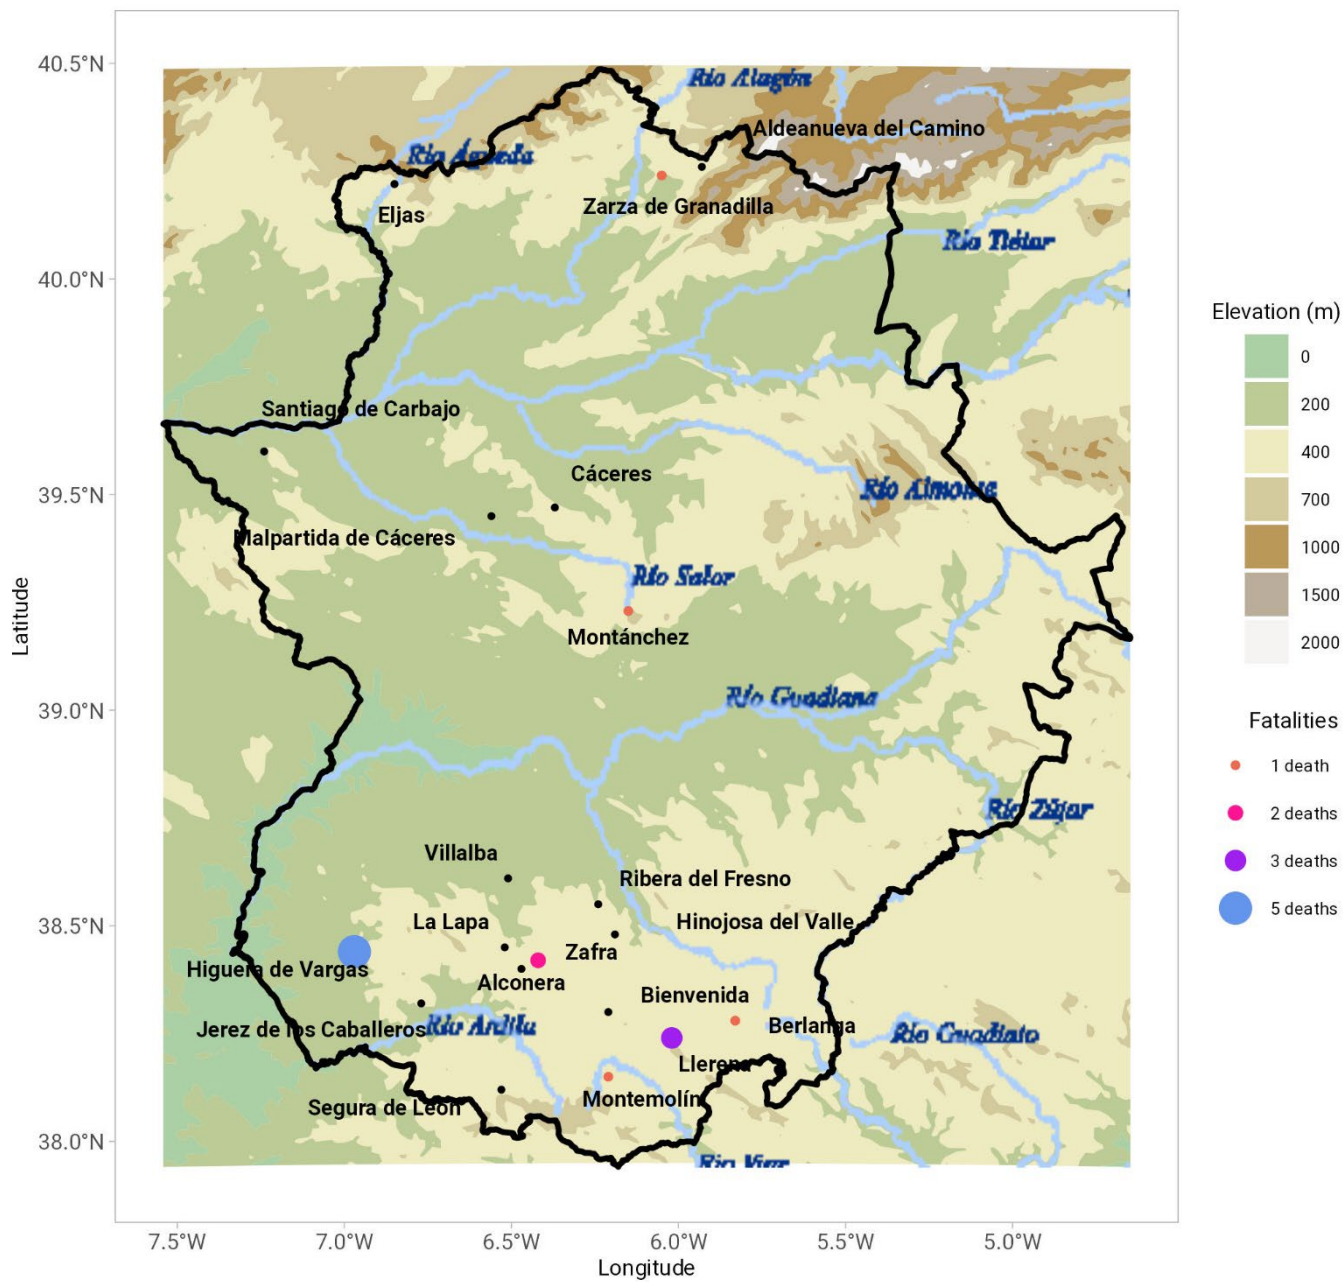 40.5°N
40.0°N
39.5°N
39.0°N
38.5°N
38.0°N
Latitude
Río Alagón
Aldeanueva del Camino
Río Águeda
Eljas
Zarza de Granadilla
Río Tiétar
Santiago de Carbajo
Cáceres
Río Almonte
Malpartida de Cáceres
Río Salor
Montánchez
Río Guadiana
Río Zújar
Villalba
Ribera del Fresno
La Lapa
Hinojosa del Valle
Zafra
Higuera de Vargas
Alconera
Bienvenida
Jerez de los Caballeros
Río Ardila
Berlanga
Río Guadiato
Llerena
Segura de León
Montemolín
Río Viar
7.5°W
7.0°W
6.5°W
6.0°W
5.5°W
5.0°W
Longitude
Elevation (m)
0
200
400
700
1000
1500
2000
Fatalities
1 death
2 deaths
3 deaths
5 deaths